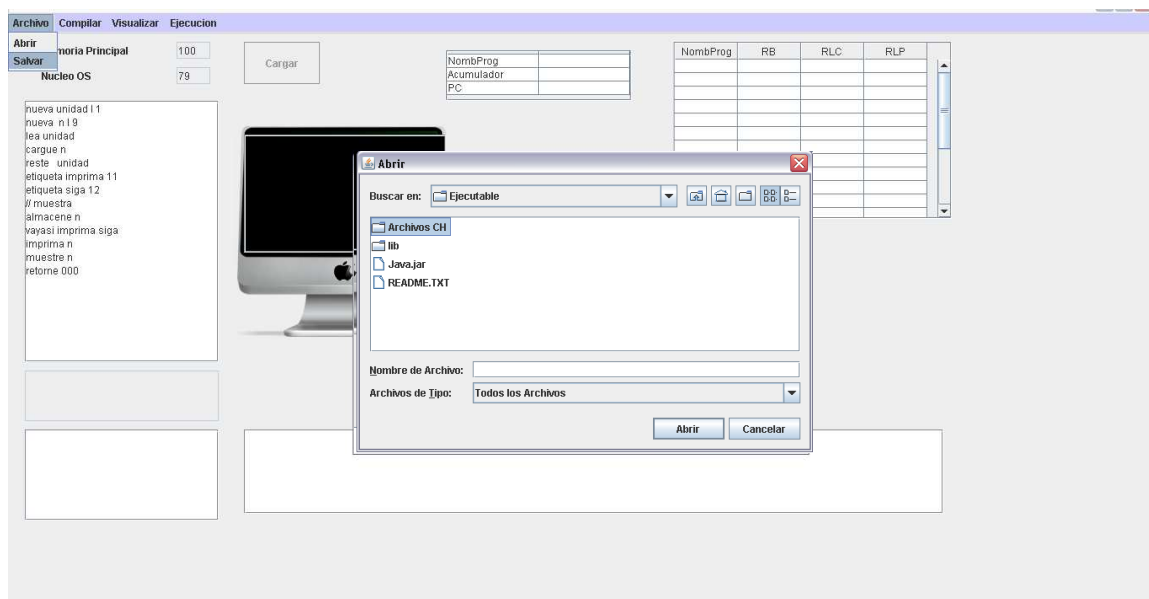 Archivo Compilar Visualizar Ejecucion
Abrir
Salvar
moria Principal 100
Nucleo OS 79
Cargar
NombProg
Acumulador
PC
NombProg RB RLC RLP
nueva unidad I 1
nueva n I 9
lea unidad
cargue n
reste unidad
etiqueta imprima 11
etiqueta siga 12
// muestra
almacene n
vayasi imprima siga
imprima n
muestre n
retorne 000
Abrir
Buscar en: Ejecutable
Archivos CH
lib
Java.jar
README.TXT
Nombre de Archivo:
Archivos de Tipo: Todos los Archivos
Abrir Cancelar